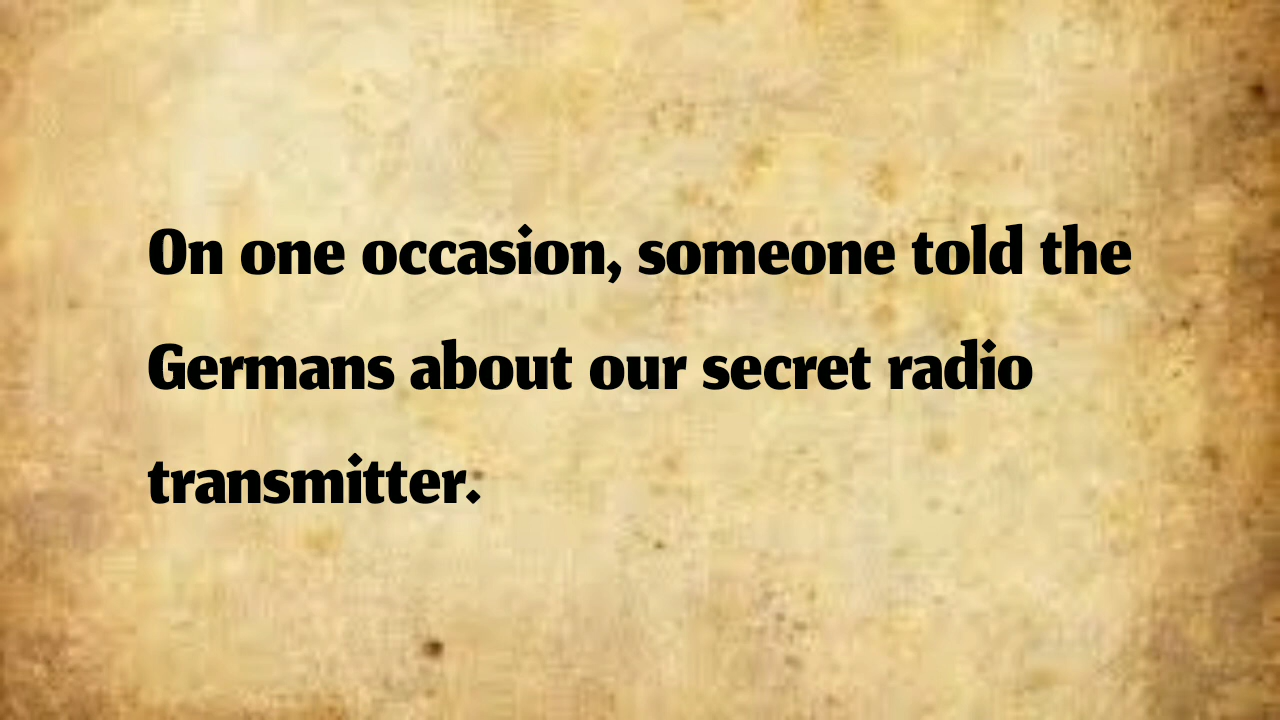 On one occasion, someone told the
Germans about our secret radio
transmitter.